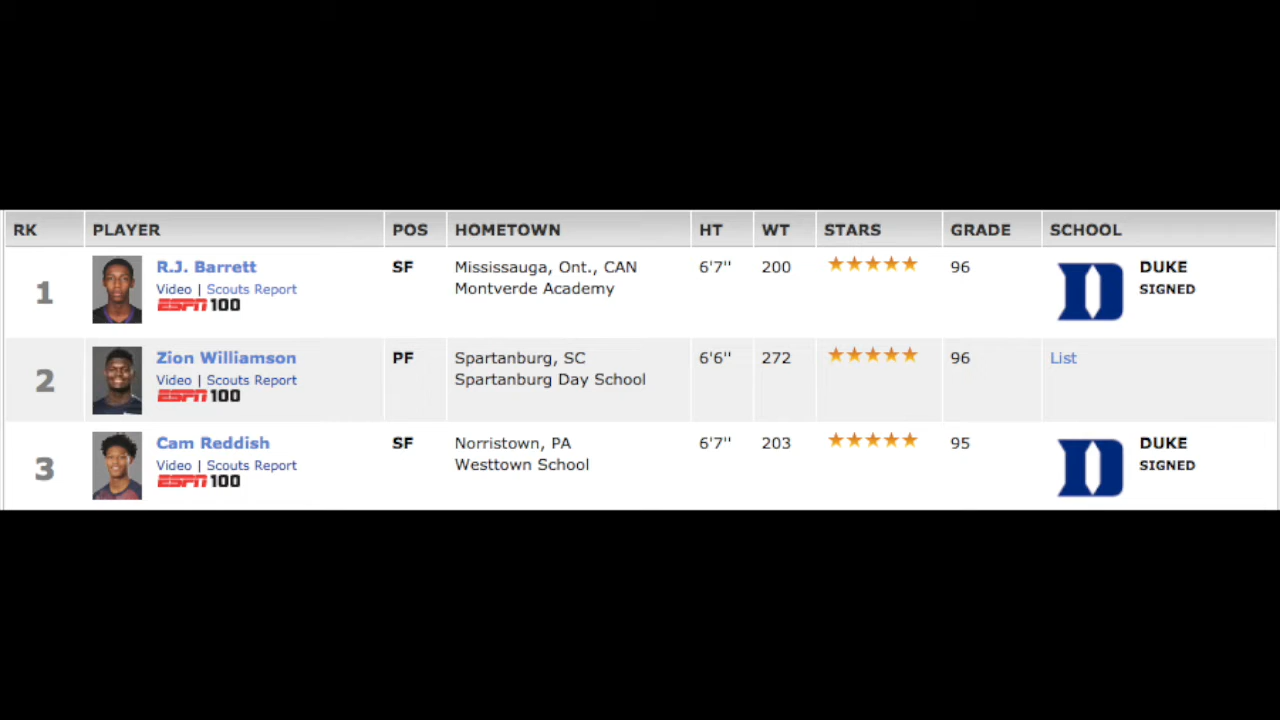 RK PLAYER POS HOMETOWN HT WT STARS GRADE SCHOOL
1 R.J. Barrett SF Mississauga, Ont., CAN 6'7'' 200 96 DUKE
Video | Scouts Report Montverde Academy SIGNED
ESPN 100
2 Zion Williamson PF Spartanburg, SC 6'6'' 272 96 List
Video | Scouts Report Spartanburg Day School
ESPN 100
3 Cam Reddish SF Norristown, PA 6'7'' 203 95 DUKE
Video | Scouts Report Westtown School SIGNED
ESPN 100